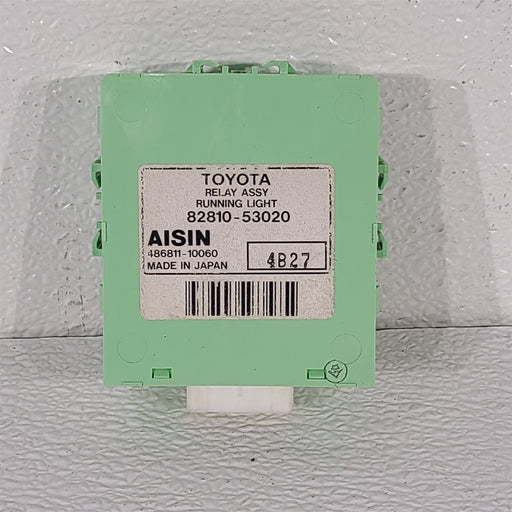 TOYOTA
RELAY ASSY
RUNNING LIGHT
82810-53020
AISIN
486811-10060
MADE IN JAPAN
4B27